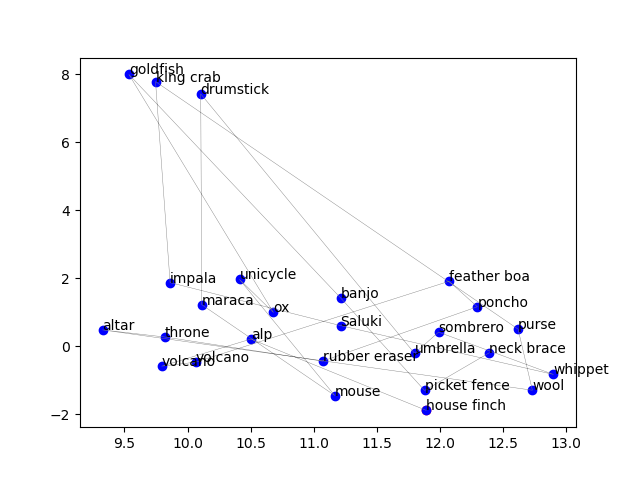 goldfish
king crab
drumstick
impala
unicycle
feather boa
maraca
ox
banjo
poncho
altar
throne
alp
Saluki
sombrero
purse
volcano
volcano
rubber eraser
umbrella
neck brace
whippet
mouse
picket fence
wool
house finch
8
6
4
2
0
−2
9.5 10.0 10.5 11.0 11.5 12.0 12.5 13.0